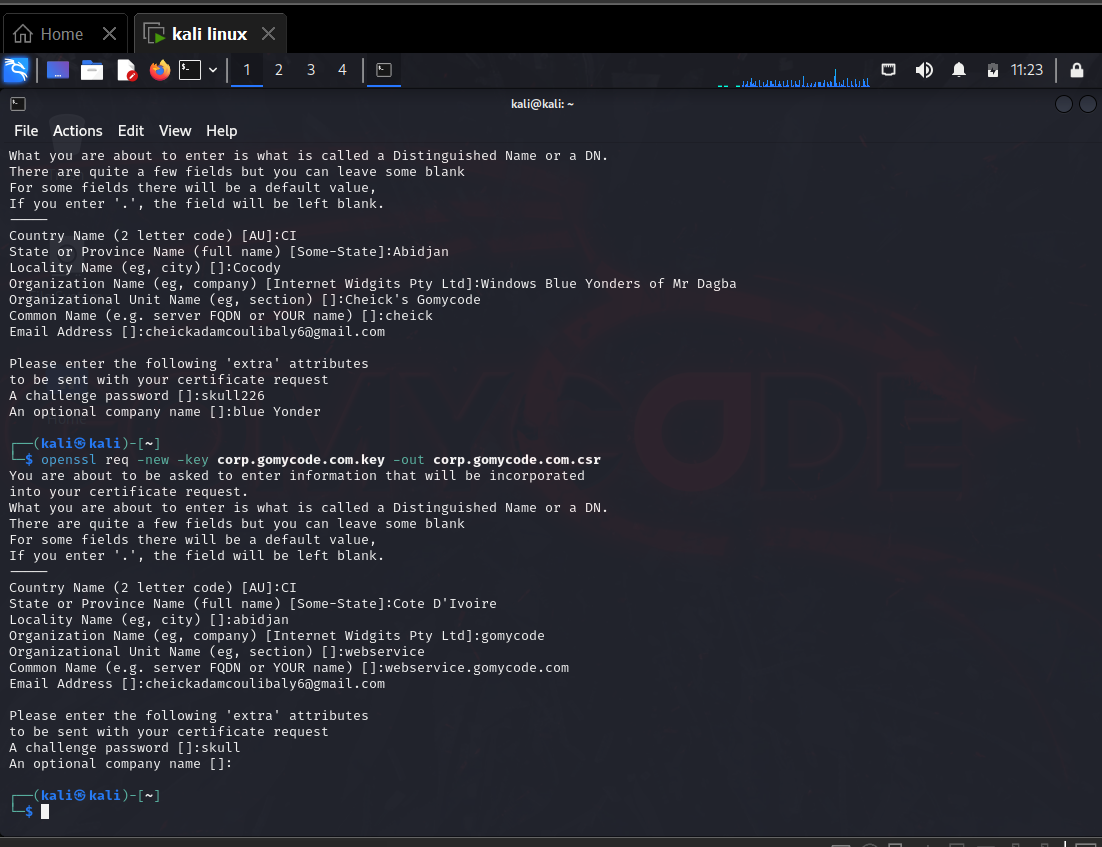 Home
kali linux
1 2 3 4
11:23
kali@kali: ~
File Actions Edit View Help
What you are about to enter is what is called a Distinguished Name or a DN.
There are quite a few fields but you can leave some blank
For some fields there will be a default value,
If you enter '.', the field will be left blank.
-----
Country Name (2 letter code) [AU]:CI
State or Province Name (full name) [Some-State]:Abidjan
Locality Name (eg, city) []:Cocody
Organization Name (eg, company) [Internet Widgits Pty Ltd]:Windows Blue Yonders of Mr Dagba
Organizational Unit Name (eg, section) []:Cheick's Gomycode
Common Name (e.g. server FQDN or YOUR name) []:cheick
Email Address []:cheickadamcoulibaly6@gmail.com
Please enter the following 'extra' attributes
to be sent with your certificate request
A challenge password []:skull226
An optional company name []:blue Yonder
┌──(kali㉿kali)-[~]
└─$ openssl req -new -key corp.gomycode.com.key -out corp.gomycode.com.csr
You are about to be asked to enter information that will be incorporated
into your certificate request.
What you are about to enter is what is called a Distinguished Name or a DN.
There are quite a few fields but you can leave some blank
For some fields there will be a default value,
If you enter '.', the field will be left blank.
-----
Country Name (2 letter code) [AU]:CI
State or Province Name (full name) [Some-State]:Cote D'Ivoire
Locality Name (eg, city) []:abidjan
Organization Name (eg, company) [Internet Widgits Pty Ltd]:gomycode
Organizational Unit Name (eg, section) []:webservice
Common Name (e.g. server FQDN or YOUR name) []:webservice.gomycode.com
Email Address []:cheickadamcoulibaly6@gmail.com
Please enter the following 'extra' attributes
to be sent with your certificate request
A challenge password []:skull
An optional company name []:
┌──(kali㉿kali)-[~]
└─$